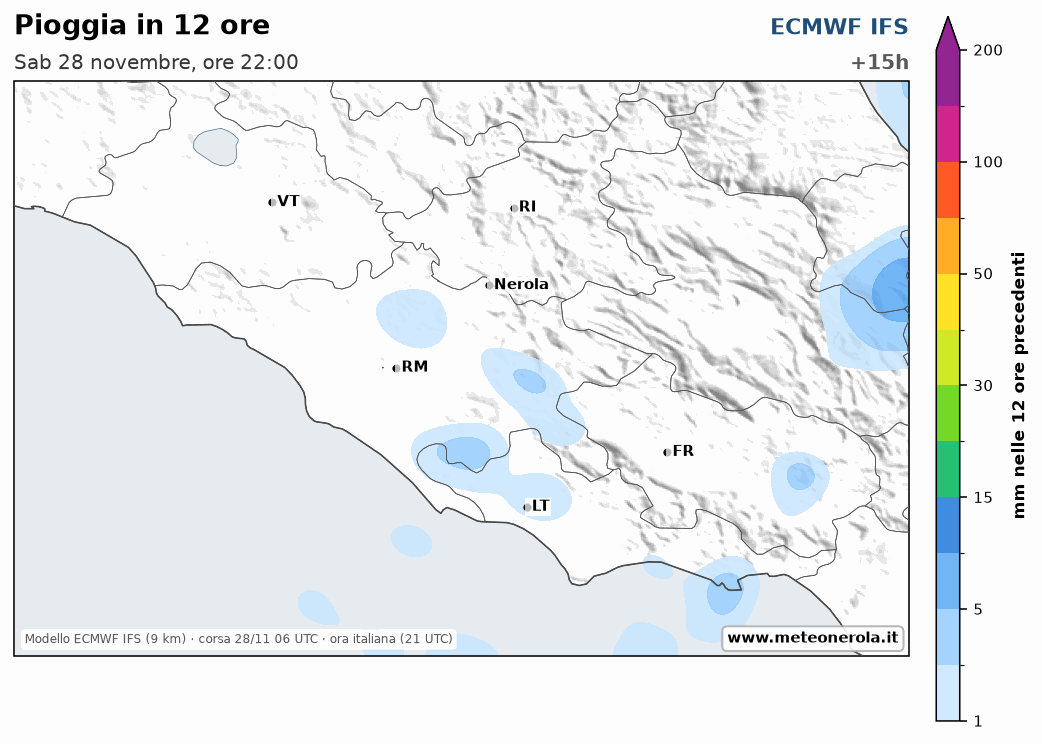 Pioggia in 12 ore
ECMWF IFS
Sab 28 novembre, ore 22:00
+15h
VT
RI
Nerola
RM
FR
LT
Modello ECMWF IFS (9 km) · corsa 28/11 06 UTC · ora italiana (21 UTC)
www.meteonerola.it
200
100
50
30
15
5
1
mm nelle 12 ore precedenti